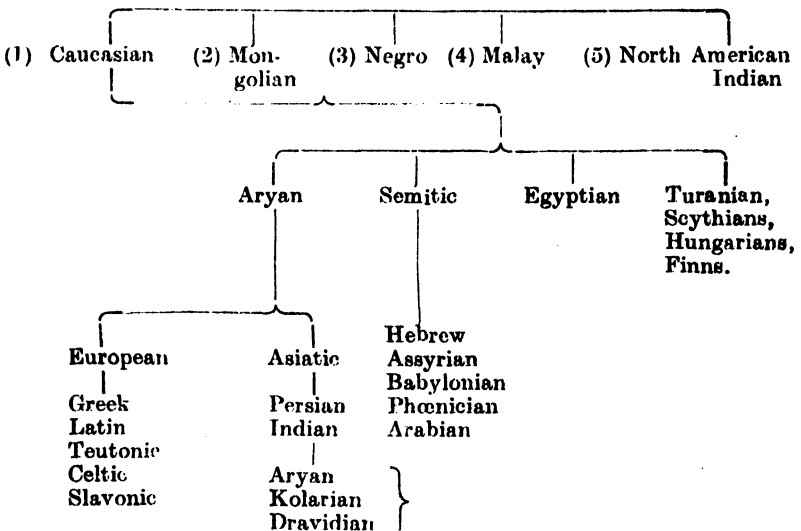 (1) Caucasian (2) Mon- (3) Negro (4) Malay (5) North American
golian Indian
Aryan Semitic Egyptian Turanian,
Scythians,
Hungarians,
Finns.
European Asiatic
Greek Persian
Latin Indian
Teutonic
Celtic Aryan
Slavonic Kolarian
Dravidian
Hebrew
Assyrian
Babylonian
Phœnician
Arabian